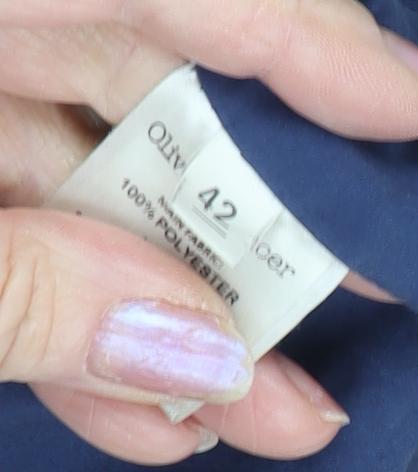 Oliv cer
42
MAIN FABRIC:
100% POLYESTER